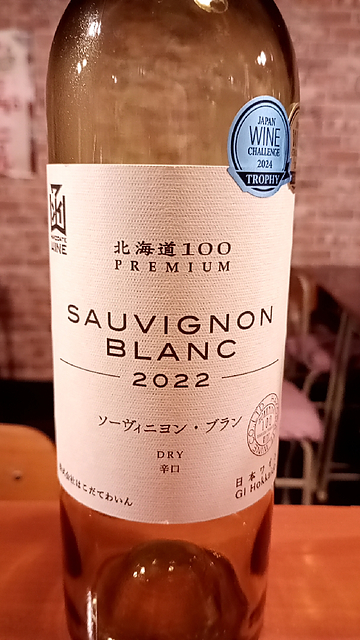 JAPAN
WINE
CHALLENGE
2024
TROPHY
WINE
北海道100
PREMIUM
SAUVIGNON
BLANC
2022
ソーヴィニヨン・ブラン
DRY
辛口
株式会社はこだてわいん
日本ワイ
GI Hokka